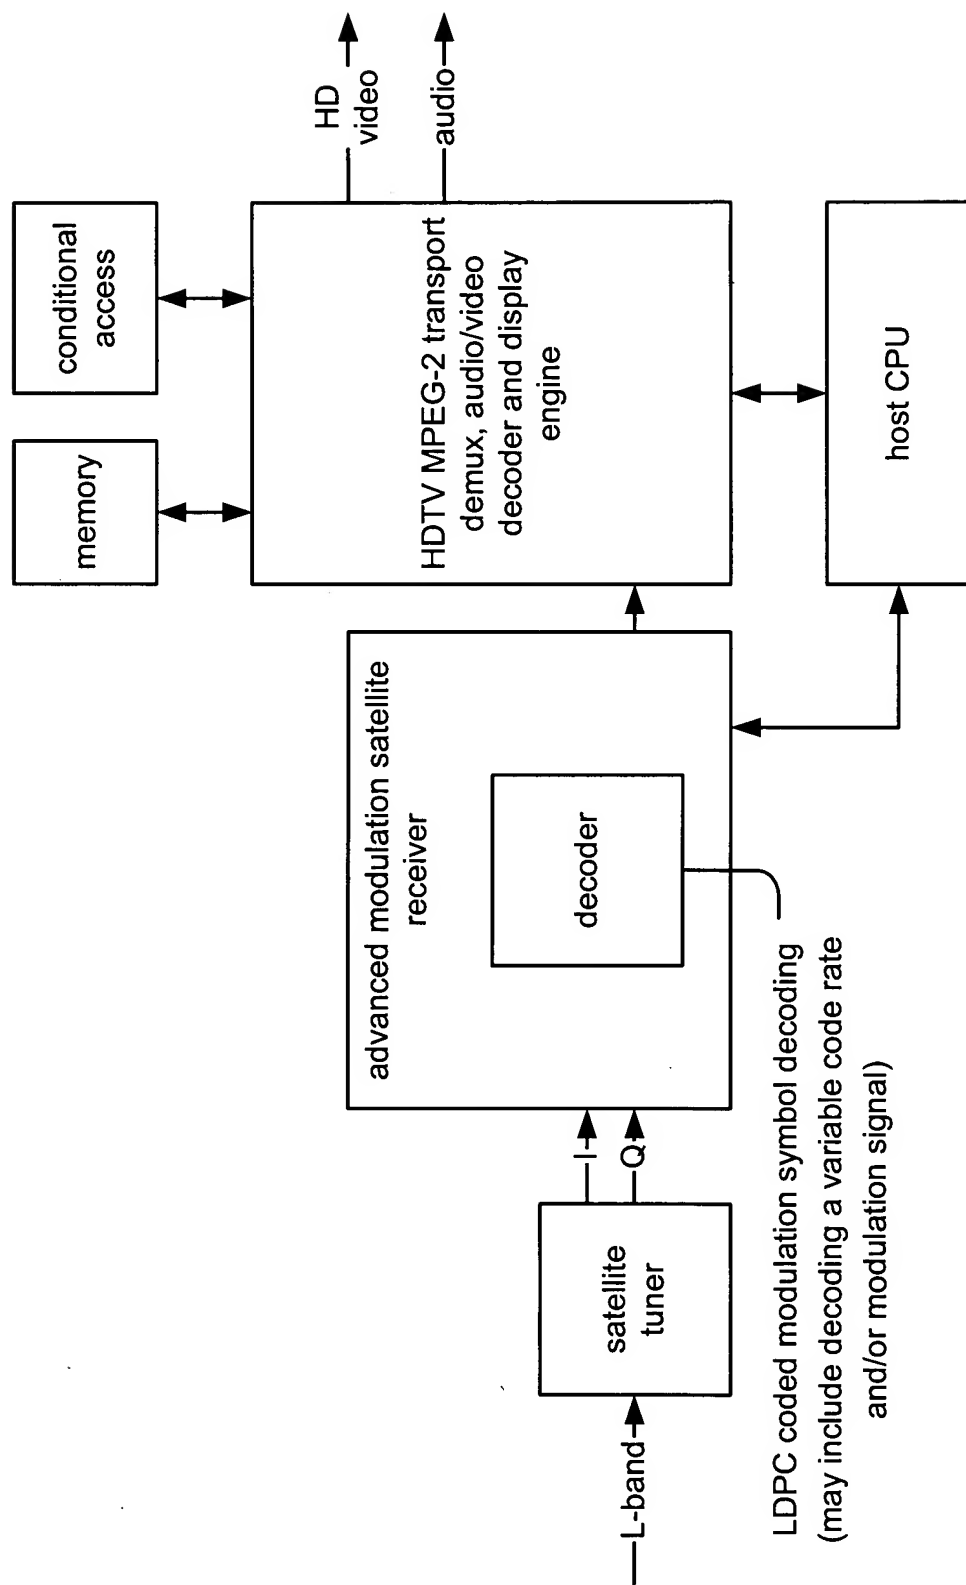 L-band
satellite
tuner
I
Q
advanced modulation satellite
receiver
decoder
LDPC coded modulation symbol decoding
(may include decoding a variable code rate
and/or modulation signal)
memory
conditional
access
HDTV MPEG-2 transport
demux, audio/video
decoder and display
engine
HD
video
audio
host CPU